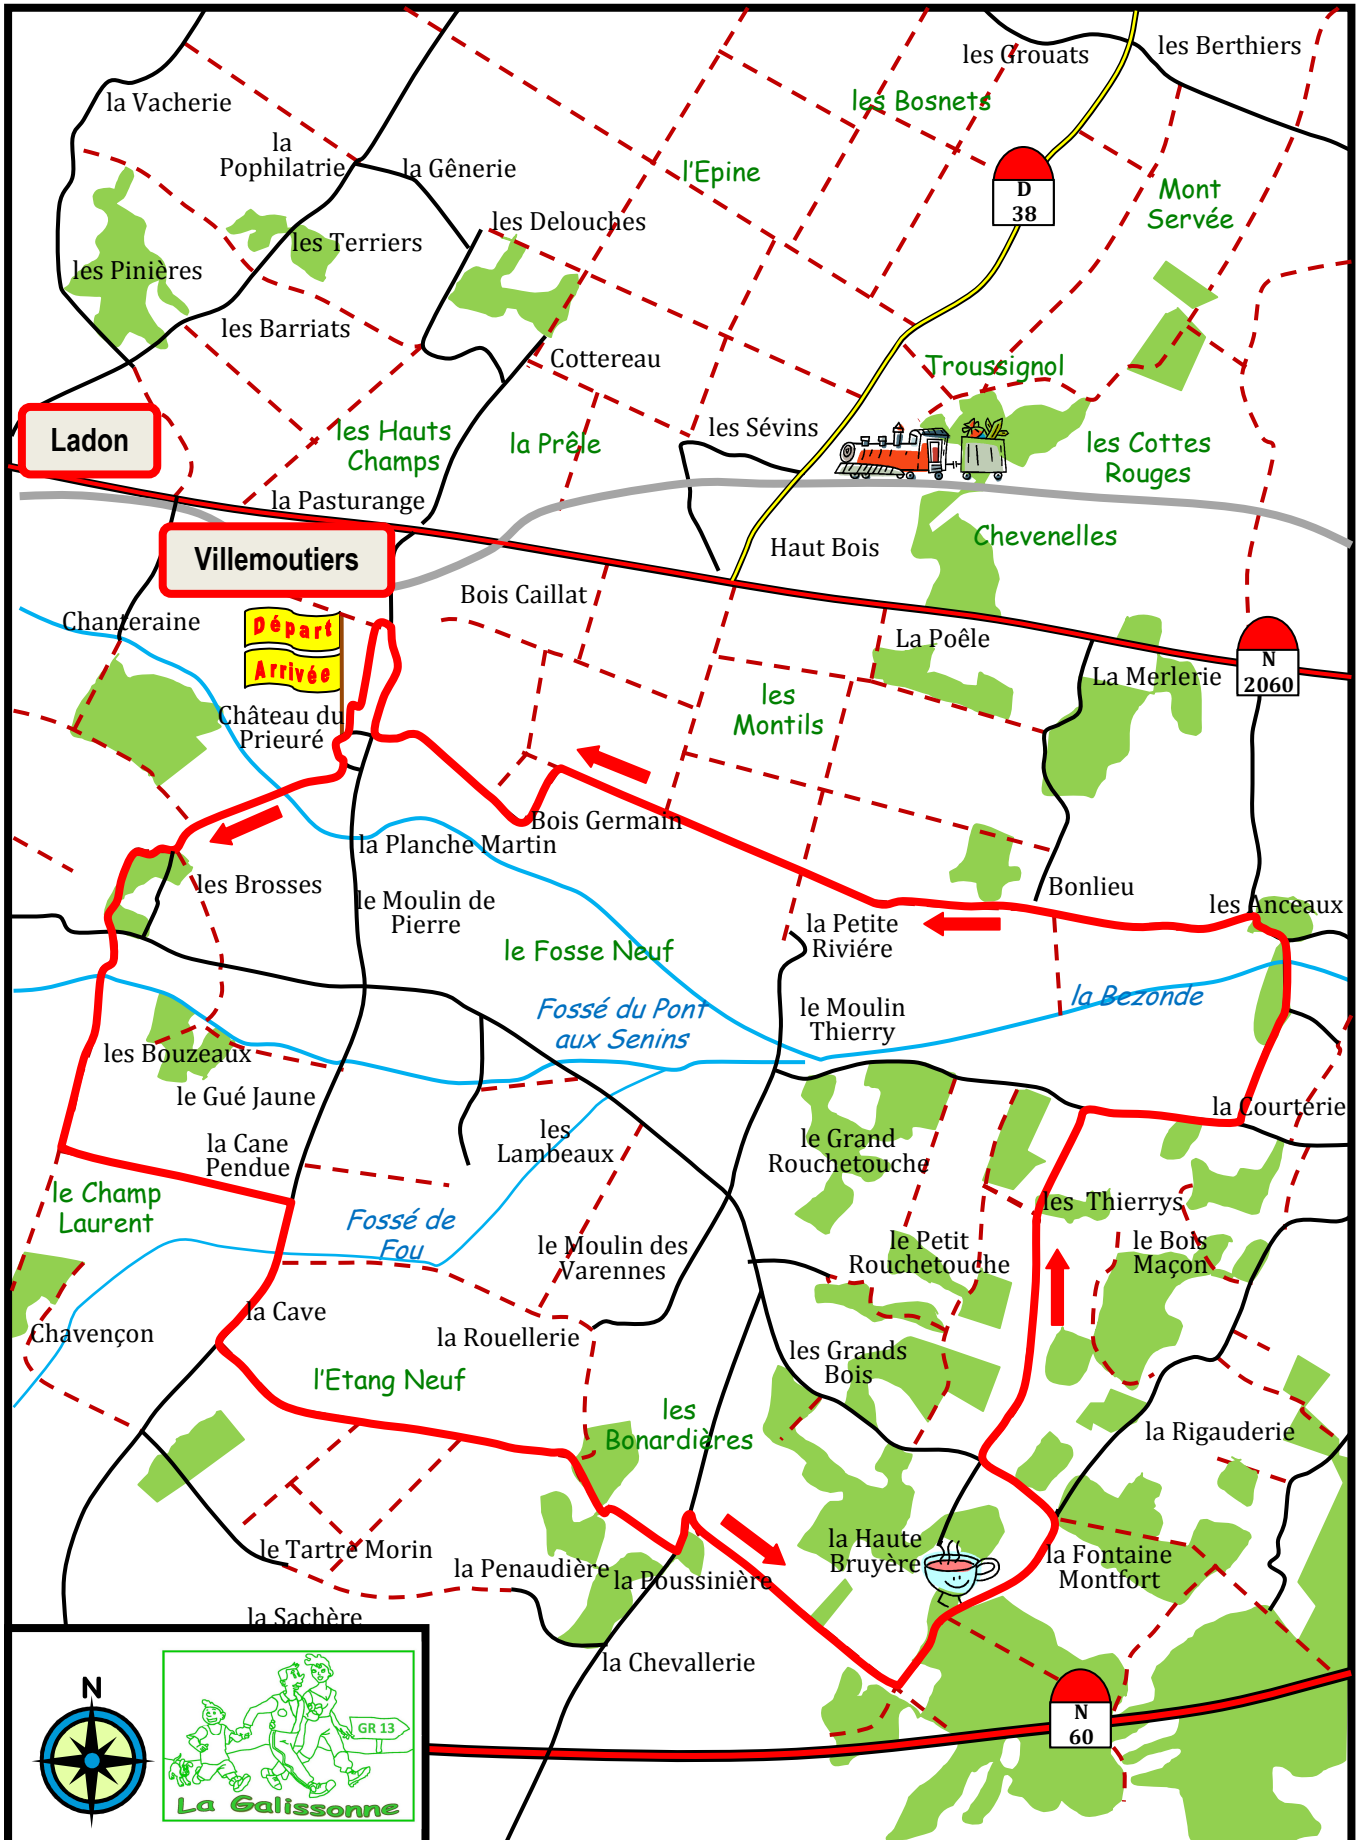 les Grouats
les Berthiers
la Vacherie
les Bosnets
la
Pophilatrie
la Gênerie
l'Epine
D
38
Mont
Servée
les Delouches
les Terriers
les Pinières
les Barriats
Cottereau
Troussignol
Ladon
les Hauts
Champs
la Prêle
les Sévins
les Cottes
Rouges
la Pasturange
Villemoutiers
Haut Bois
Chevenelles
Chanteraine
Départ
Arrivée
Bois Caillat
La Poêle
La Merlerie
N
2060
les
Montils
Château du
Prieuré
Bois Germain
la Planche Martin
les Brosses
le Moulin de
Pierre
Bonlieu
les Anceaux
la Petite
Riviére
le Fosse Neuf
Fossé du Pont
aux Senins
le Moulin
Thierry
la Bezonde
les Bouzeaux
le Gué Jaune
la Courterie
la Cane
Pendue
les
Lambeaux
le Grand
Rouchetouche
le Champ
Laurent
Fossé de
Fou
les Thierrys
le Moulin des
Varennes
le Petit
Rouchetouche
le Bois
Maçon
la Cave
Chavençon
la Rouellerie
les Grands
Bois
l'Etang Neuf
les
Bonardières
la Rigauderie
le Tartre Morin
la Penaudière
la Poussinière
la Haute
Bruyère
la Fontaine
Montfort
la Sachère
la Chevallerie
N
60
N
GR 13
La Galissonne